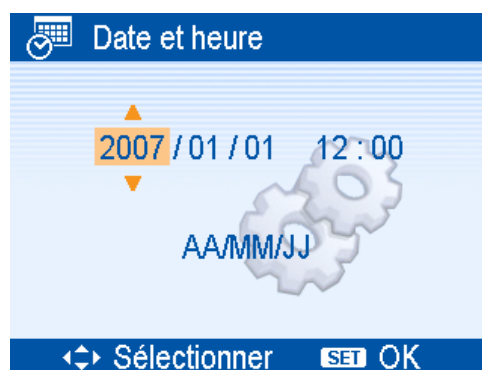 Date et heure
2007 / 01 / 01 12 : 00
AA/MM/JJ
Sélectionner SET OK